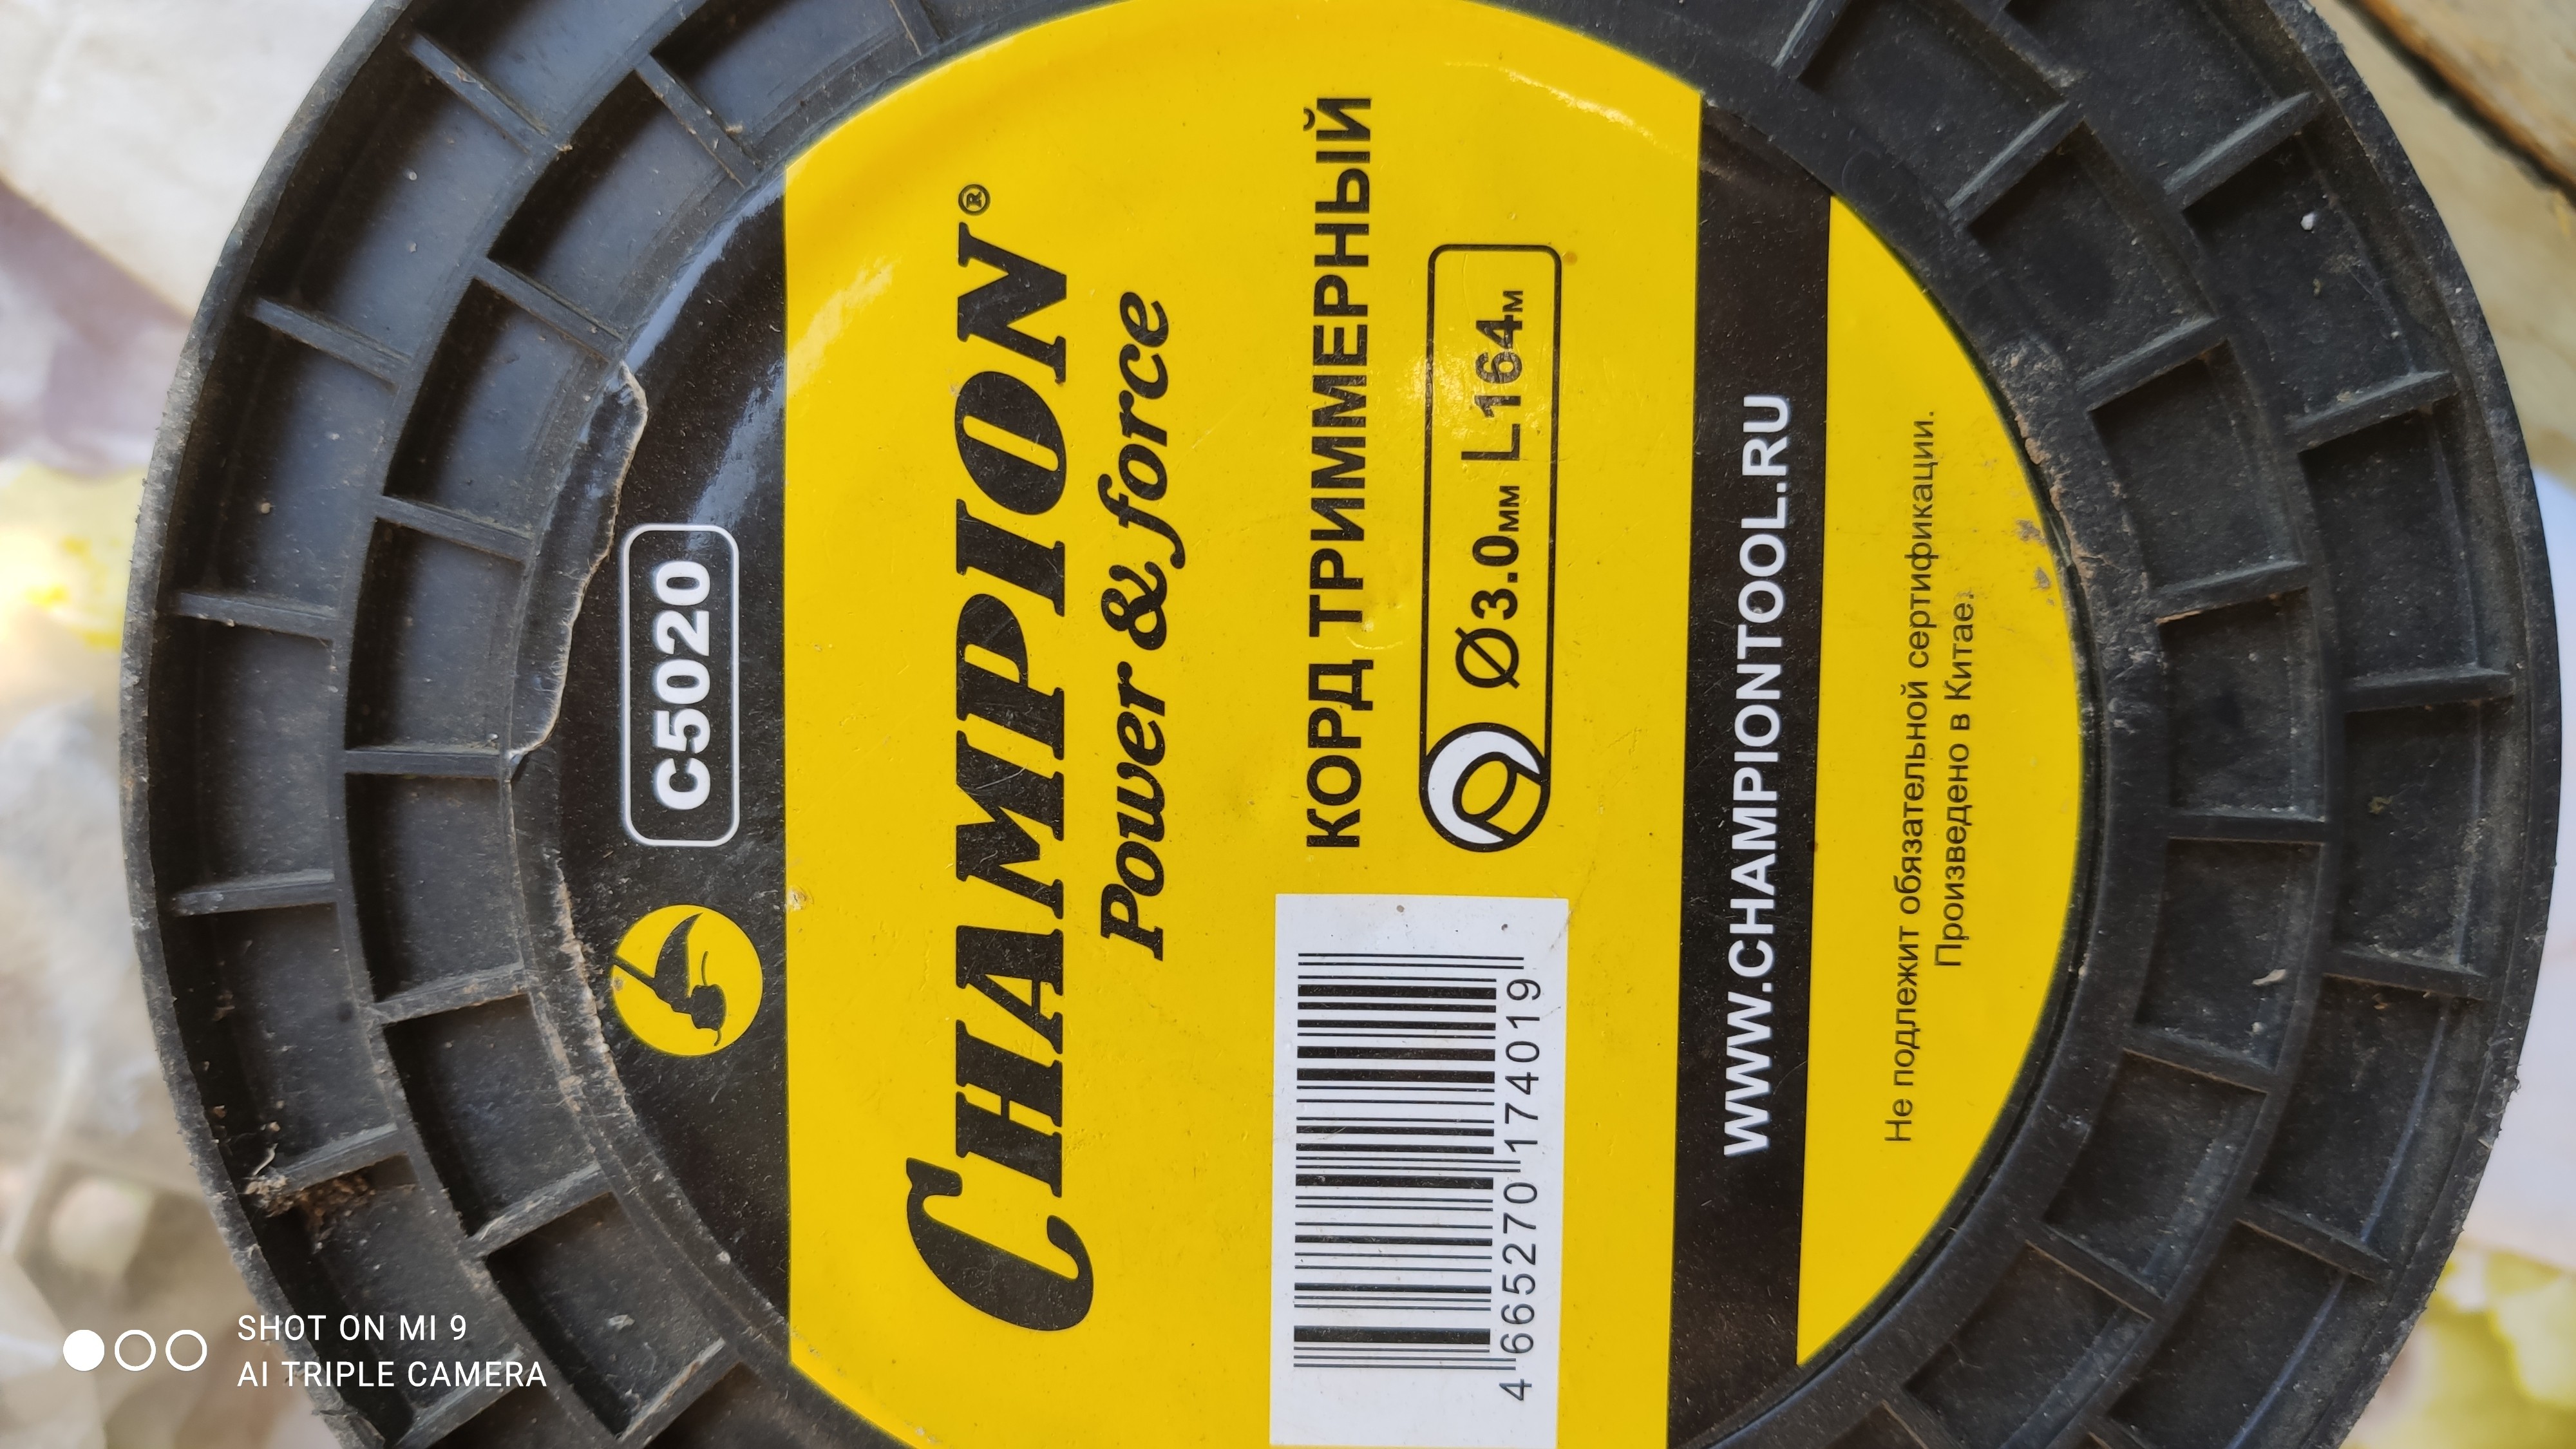 C5020
CHAMPION®
Power & force
КОРД ТРИММЕРНЫЙ
Ø3.0мм L164м
4 665270 174019
WWW.CHAMPIONTOOL.RU
Не подлежит обязательной сертификации.
Произведено в Китае.
SHOT ON MI 9
AI TRIPLE CAMERA